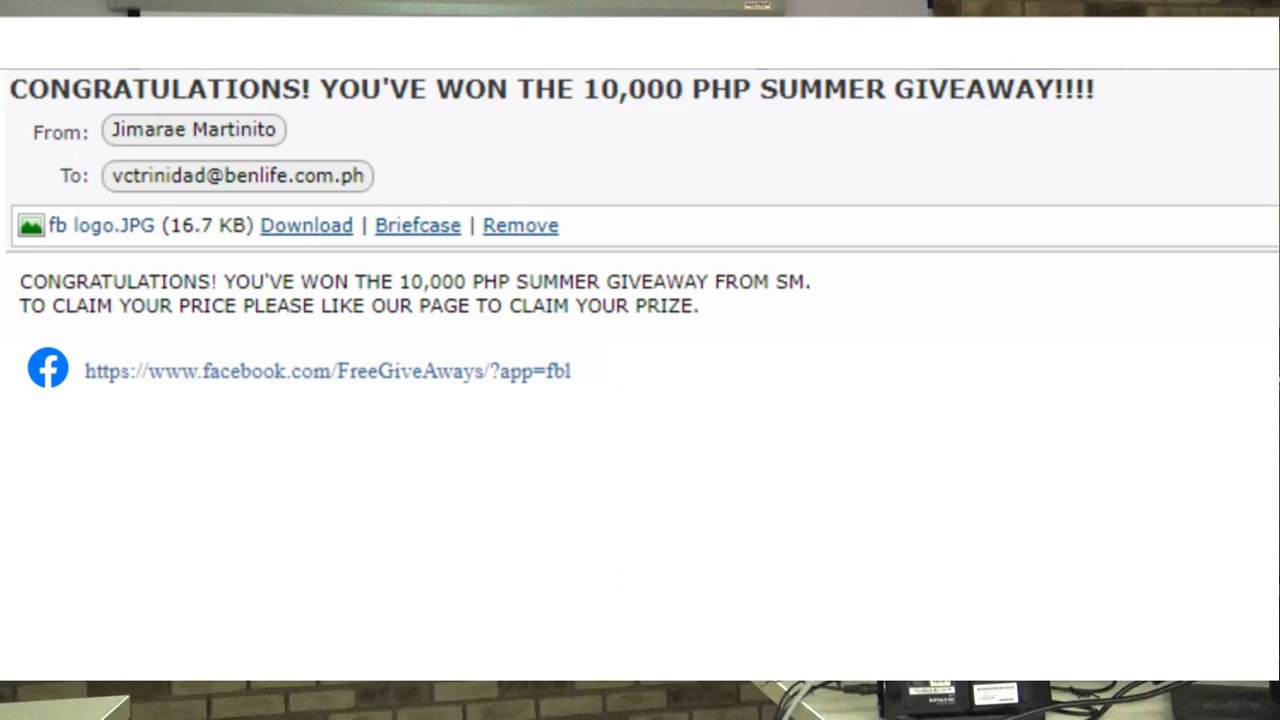 CONGRATULATIONS! YOU'VE WON THE 10,000 PHP SUMMER GIVEAWAY!!!!
From: Jimarae Martinito
To: vctrinidad@benlife.com.ph
fb logo.JPG (16.7 KB) Download | Briefcase | Remove
CONGRATULATIONS! YOU'VE WON THE 10,000 PHP SUMMER GIVEAWAY FROM SM.
TO CLAIM YOUR PRICE PLEASE LIKE OUR PAGE TO CLAIM YOUR PRIZE.
https://www.facebook.com/FreeGiveAways/?app=fbl